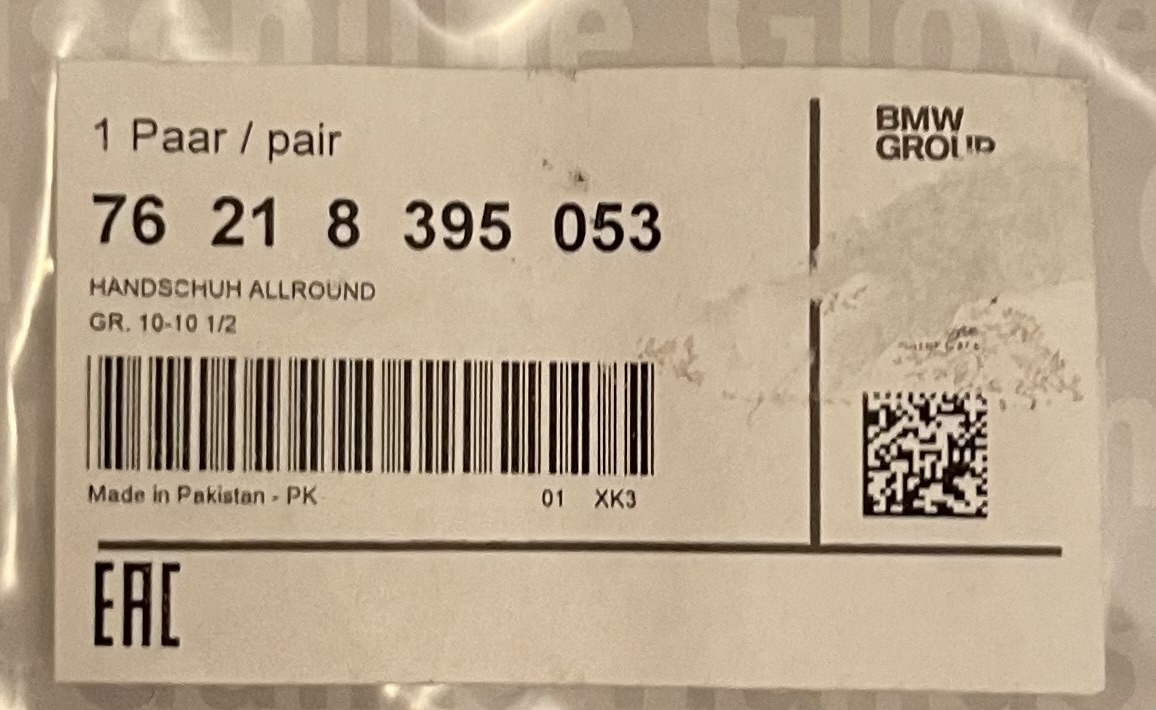 1 Paar / pair
76 21 8 395 053
HANDSCHUH ALLROUND
GR. 10-10 1/2
Made in Pakistan - PK
01 XK3
BMW
GROUP
EAC